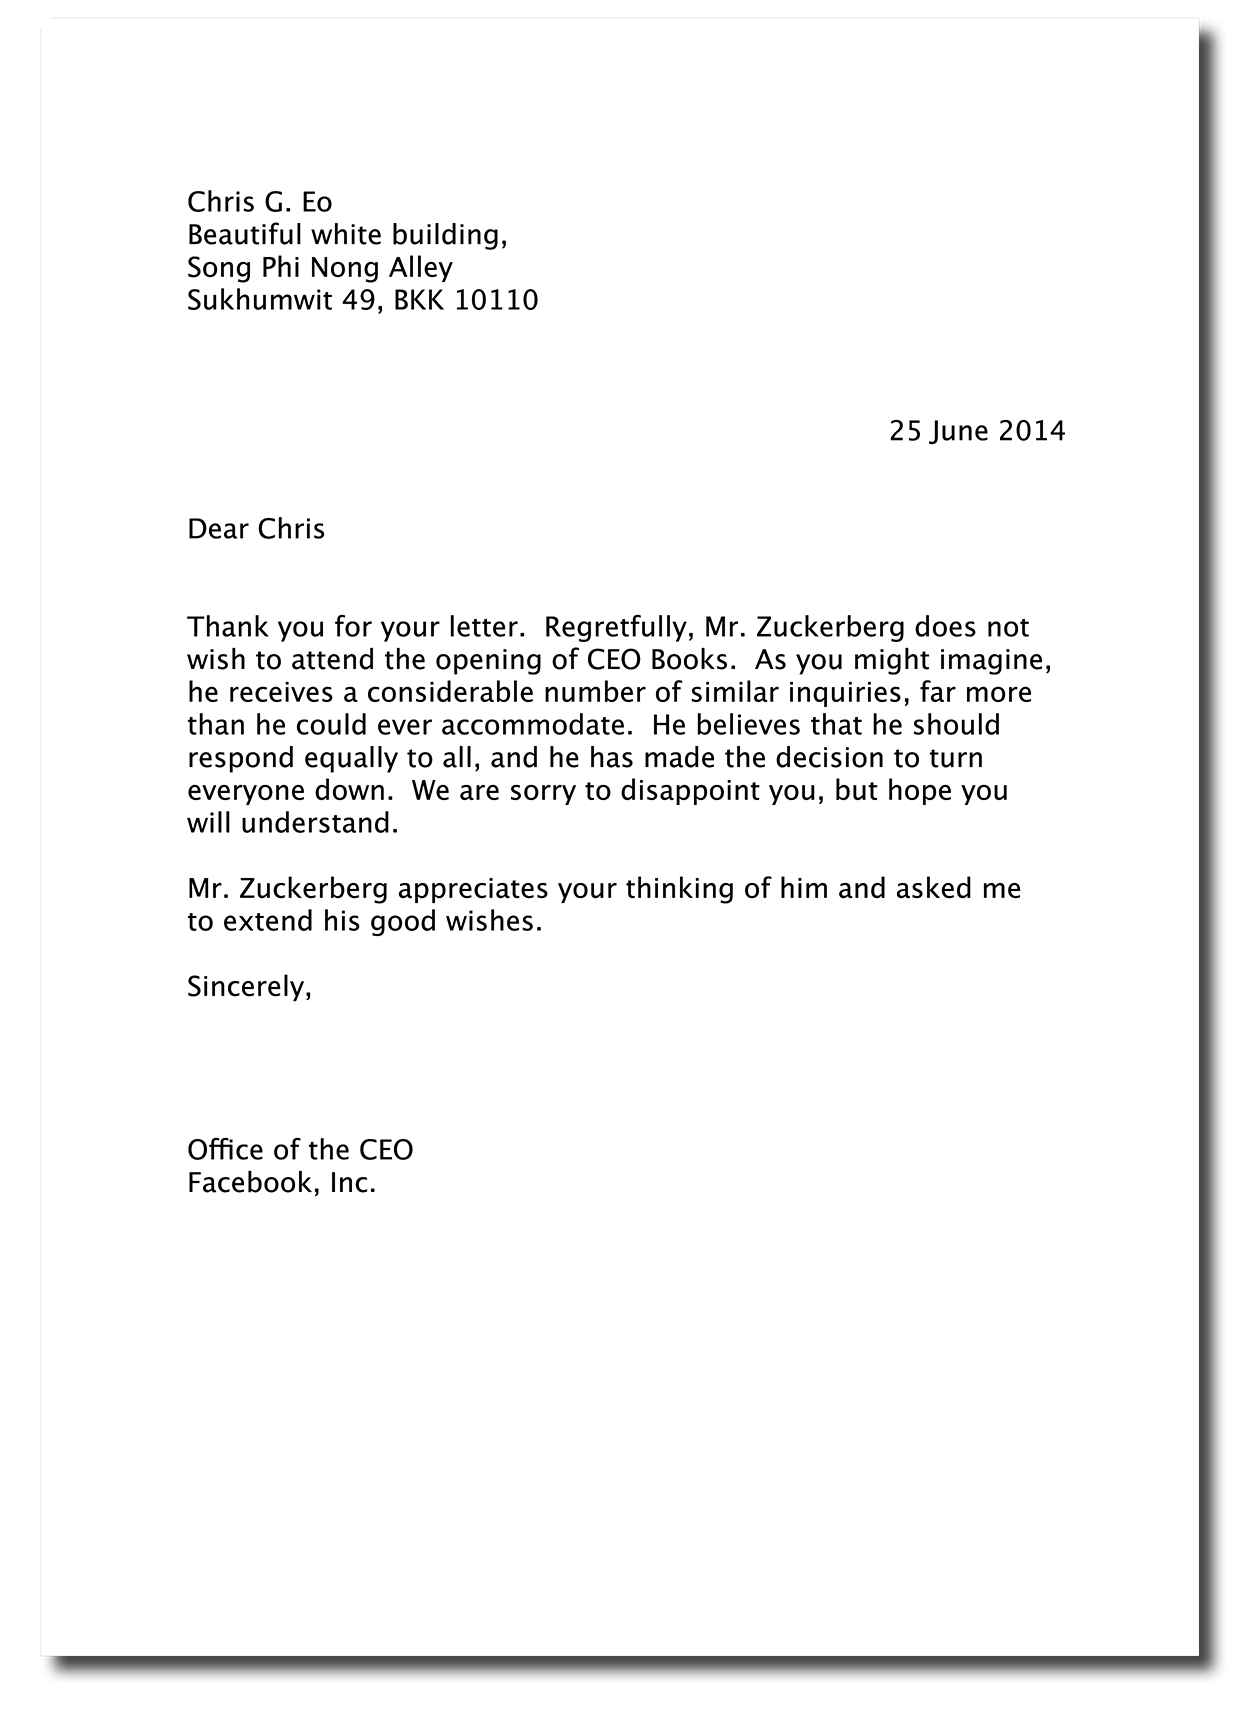 Chris G. Eo
Beautiful white building,
Song Phi Nong Alley
Sukhumwit 49, BKK 10110
25 June 2014
Dear Chris
Thank you for your letter.  Regretfully, Mr. Zuckerberg does not
wish to attend the opening of CEO Books.  As you might imagine,
he receives a considerable number of similar inquiries, far more
than he could ever accommodate.  He believes that he should
respond equally to all, and he has made the decision to turn
everyone down.  We are sorry to disappoint you, but hope you
will understand.
Mr. Zuckerberg appreciates your thinking of him and asked me
to extend his good wishes.
Sincerely,
Office of the CEO
Facebook, Inc.